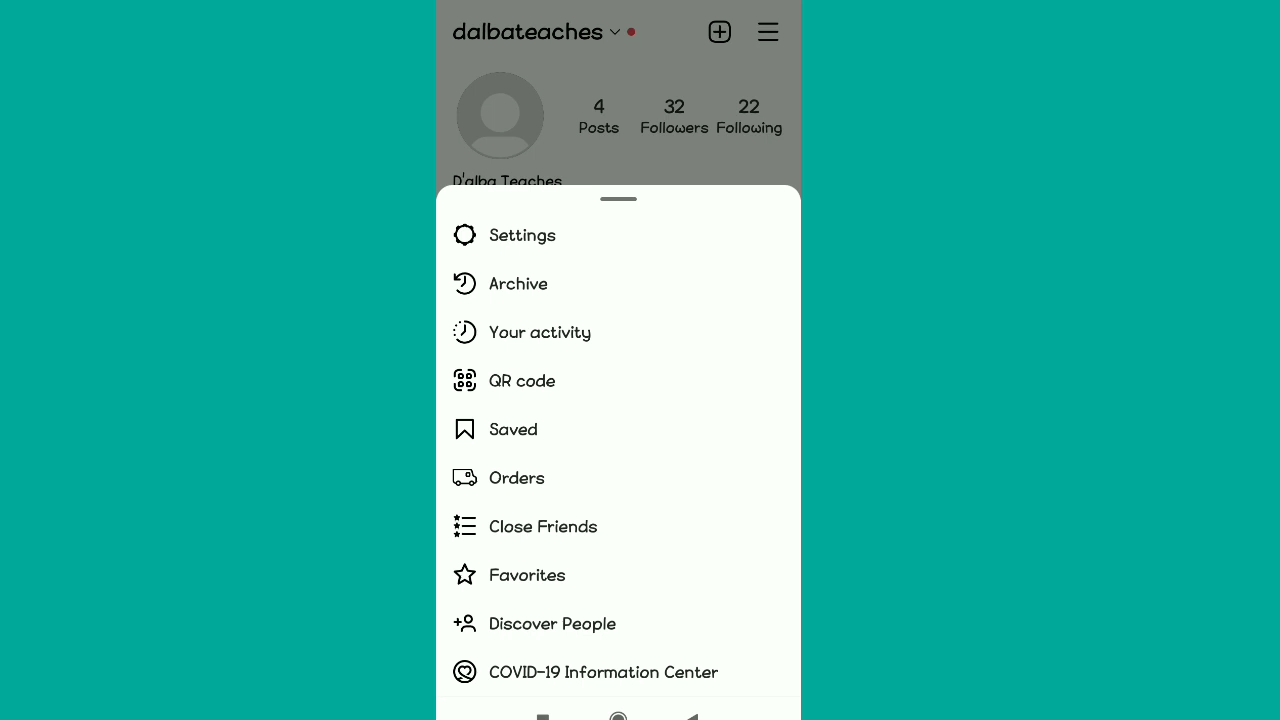 dalbateaches
4 32 22
Posts Followers Following
D'alba Teaches
Settings
Archive
Your activity
QR code
Saved
Orders
Close Friends
Favorites
Discover People
COVID-19 Information Center